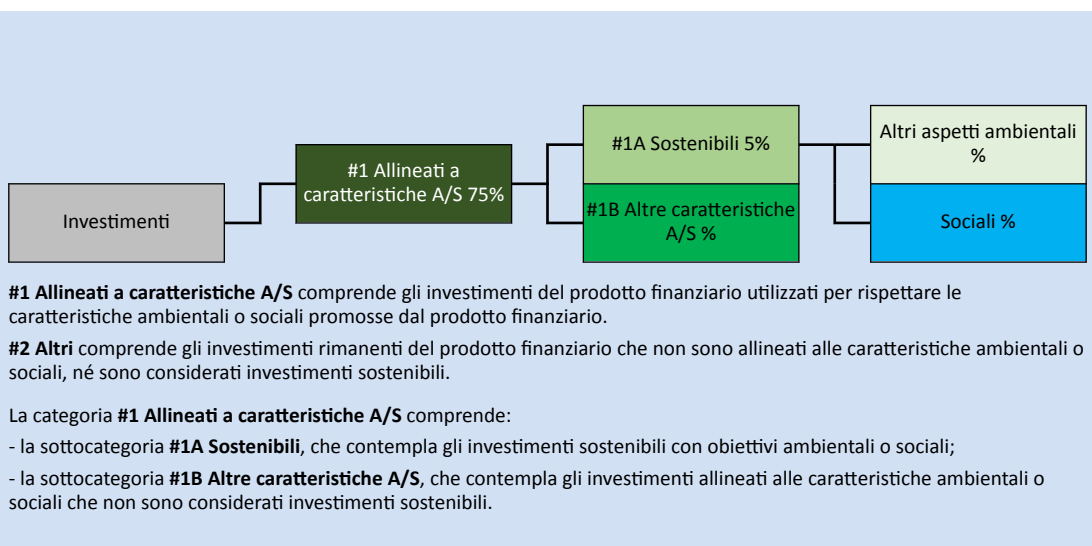 Investimenti
#1 Allineati a
caratteristiche A/S 75%
#1A Sostenibili 5%
#1B Altre caratteristiche
A/S %
Altri aspetti ambientali
%
Sociali %
#1 Allineati a caratteristiche A/S comprende gli investimenti del prodotto finanziario utilizzati per rispettare le
caratteristiche ambientali o sociali promosse dal prodotto finanziario.
#2 Altri comprende gli investimenti rimanenti del prodotto finanziario che non sono allineati alle caratteristiche ambientali o
sociali, né sono considerati investimenti sostenibili.
La categoria #1 Allineati a caratteristiche A/S comprende:
- la sottocategoria #1A Sostenibili, che contempla gli investimenti sostenibili con obiettivi ambientali o sociali;
- la sottocategoria #1B Altre caratteristiche A/S, che contempla gli investimenti allineati alle caratteristiche ambientali o
sociali che non sono considerati investimenti sostenibili.